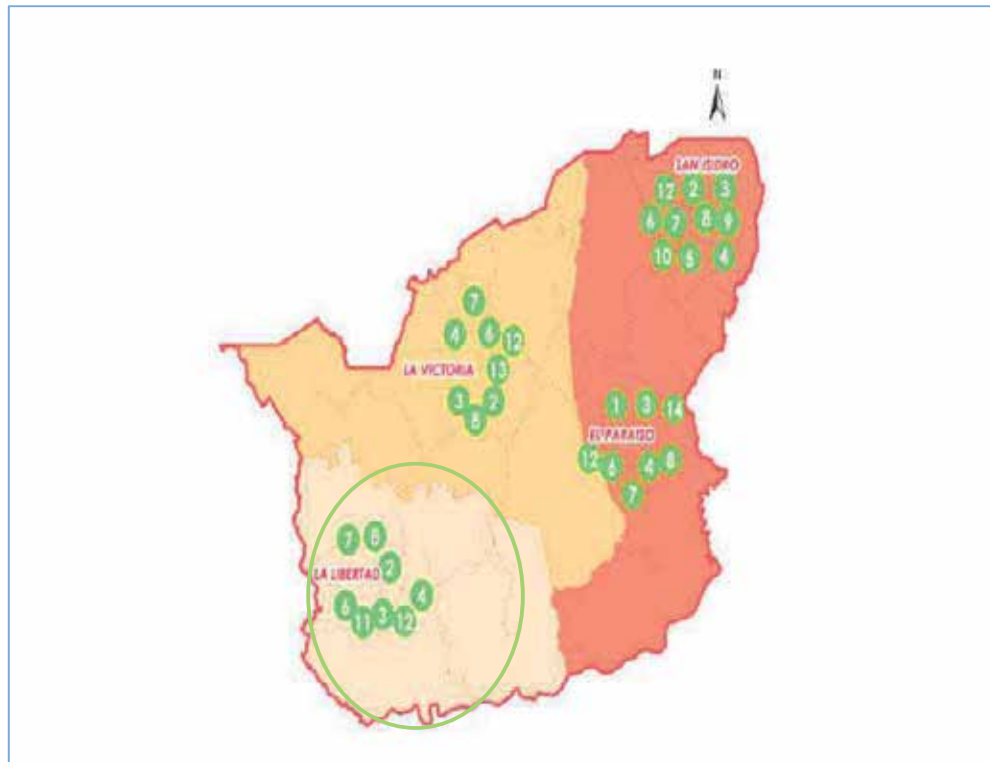 N
SAN ISIDRO
12 2 3
6 7 8 9
10 5 4
7
4 6 12
LA VICTORIA 13
3 2
8
1 3 14
EL PARAISO
12 6 4 8
7
7 8
2
LA LIBERTAD
6 4
11 3 12